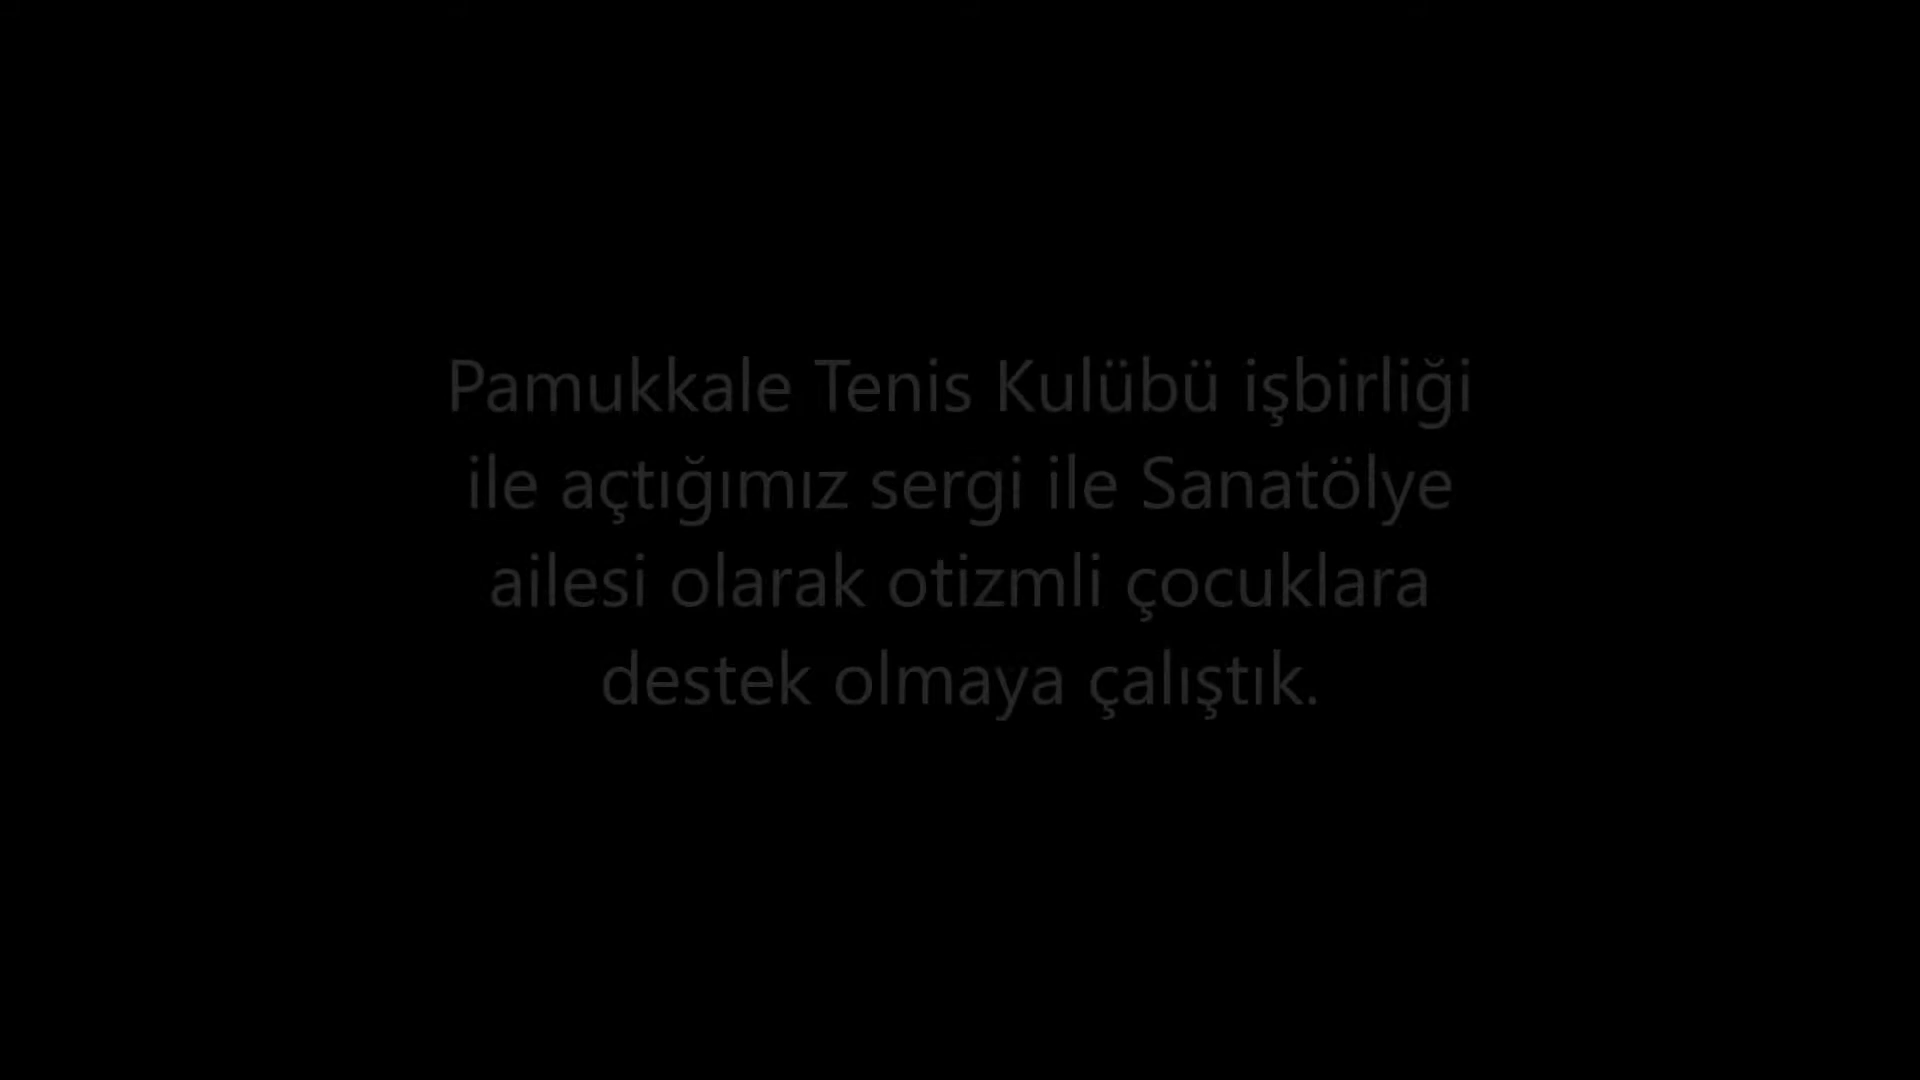 Pamukkale Tenis Kulübü işbirliği
ile açtığımız sergi ile Sanatölye
ailesi olarak otizmli çocuklara
destek olmaya çalıştık.